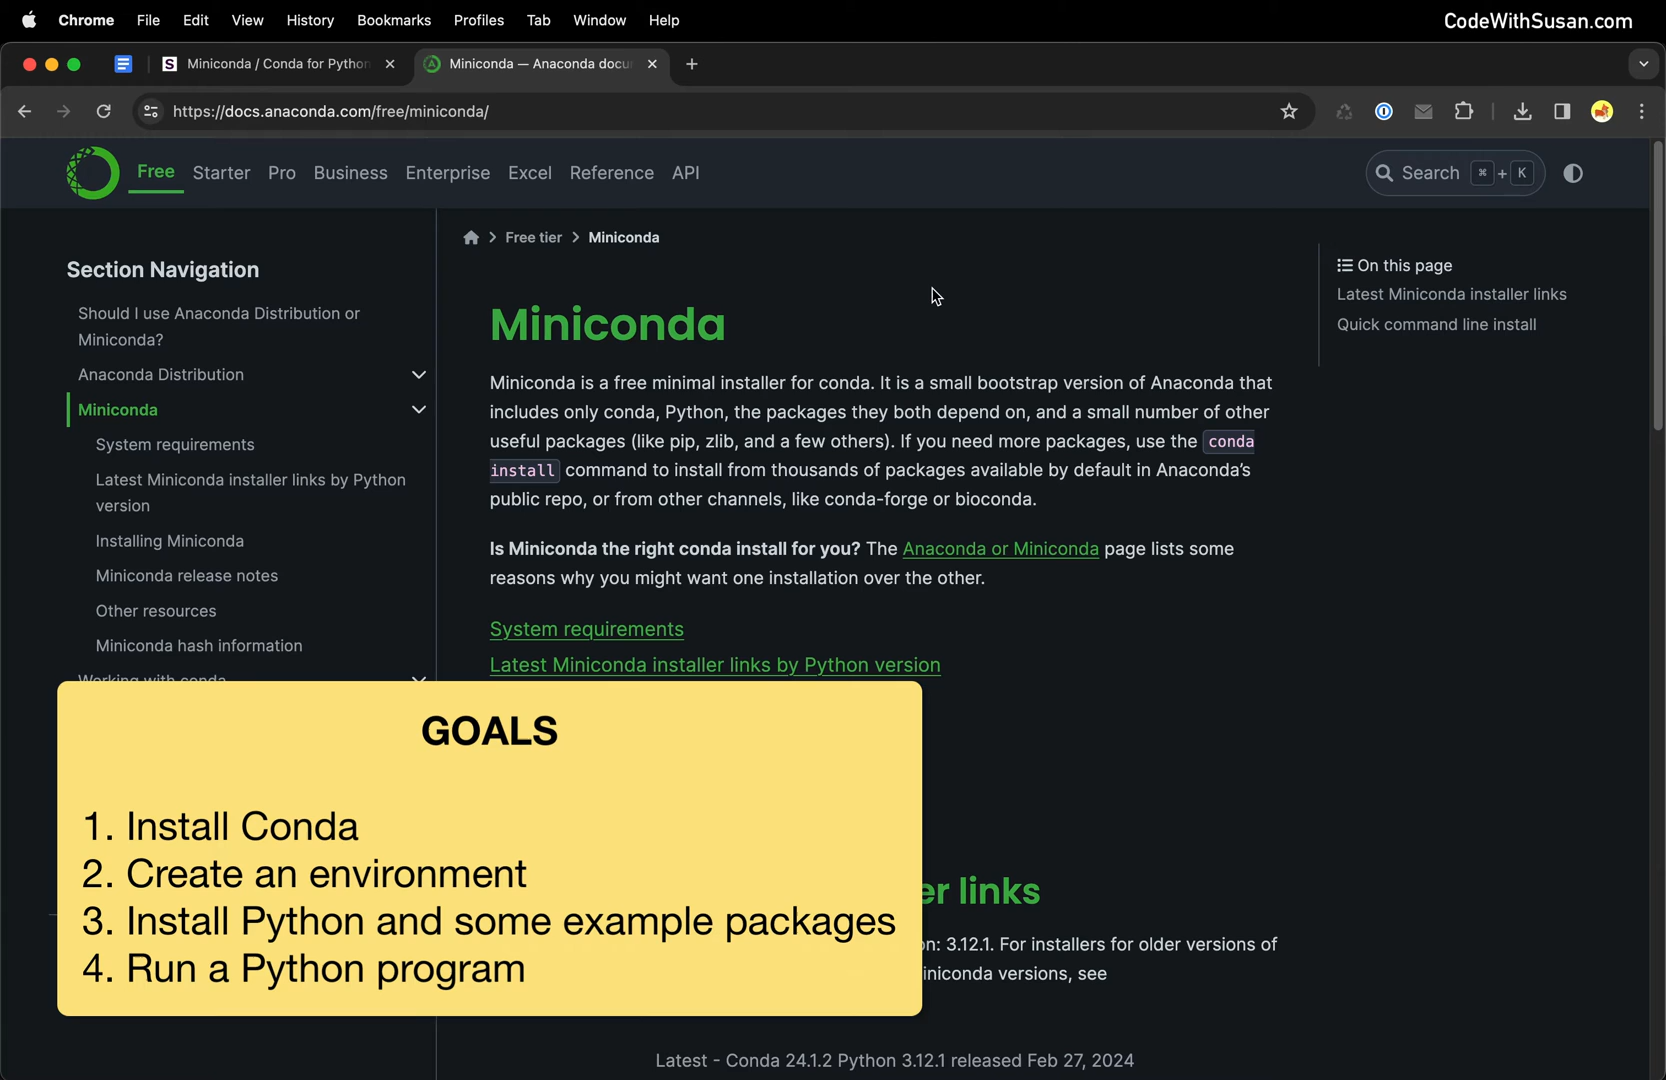 Chrome File Edit View History Bookmarks Profiles Tab Window Help
CodeWithSusan.com
S Miniconda / Conda for Python
Miniconda — Anaconda docu
https://docs.anaconda.com/free/miniconda/
Free Starter Pro Business Enterprise Excel Reference API
Search ⌘ + K
Section Navigation
Should I use Anaconda Distribution or
Miniconda?
Anaconda Distribution
Miniconda
System requirements
Latest Miniconda installer links by Python
version
Installing Miniconda
Miniconda release notes
Other resources
Miniconda hash information
Working with conda
Free tier > Miniconda
Miniconda
Miniconda is a free minimal installer for conda. It is a small bootstrap version of Anaconda that
includes only conda, Python, the packages they both depend on, and a small number of other
useful packages (like pip, zlib, and a few others). If you need more packages, use the conda
install command to install from thousands of packages available by default in Anaconda’s
public repo, or from other channels, like conda-forge or bioconda.
Is Miniconda the right conda install for you? The Anaconda or Miniconda page lists some
reasons why you might want one installation over the other.
System requirements
Latest Miniconda installer links by Python version
On this page
Latest Miniconda installer links
Quick command line install
GOALS
1. Install Conda
2. Create an environment
3. Install Python and some example packages
4. Run a Python program
er links
on: 3.12.1. For installers for older versions of
iniconda versions, see
Latest - Conda 24.1.2 Python 3.12.1 released Feb 27, 2024